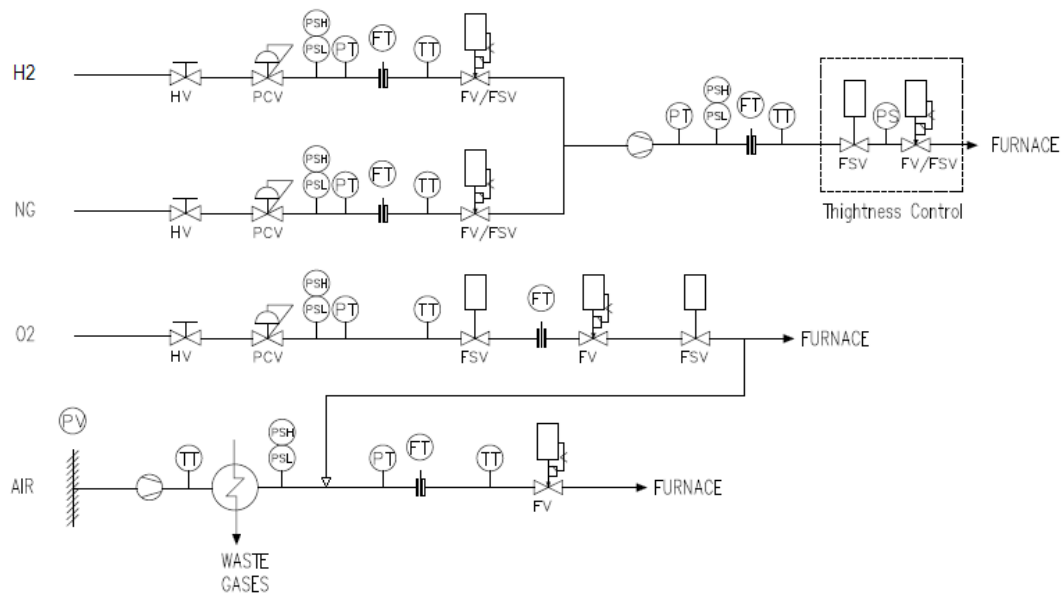 H2
PSH
PSL
PT
FT
TT
HV
PCV
FV/FSV
PT
PSH
PSL
FT
TT
PS
FSV
FV/FSV
FURNACE
Thightness Control
NG
PSH
PSL
PT
FT
TT
HV
PCV
FV/FSV
O2
PSH
PSL
PT
TT
FT
HV
PCV
FSV
FV
FSV
FURNACE
PV
AIR
TT
PSH
PSL
PT
FT
TT
FV
FURNACE
WASTE
GASES